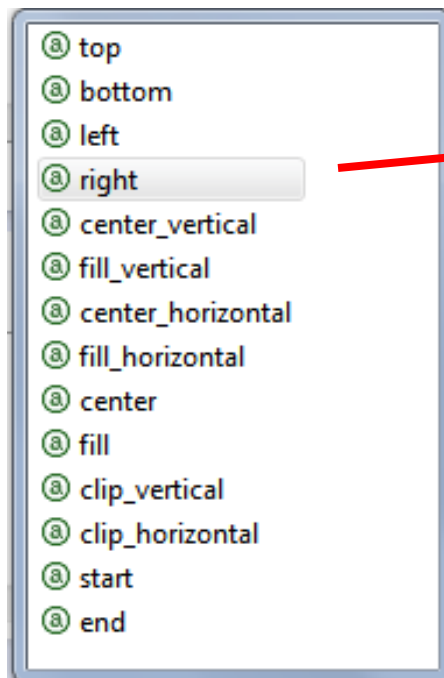 @ top
@ bottom
@ left
@ right
@ center_vertical
@ fill_vertical
@ center_horizontal
@ fill_horizontal
@ center
@ fill
@ clip_vertical
@ clip_horizontal
@ start
@ end